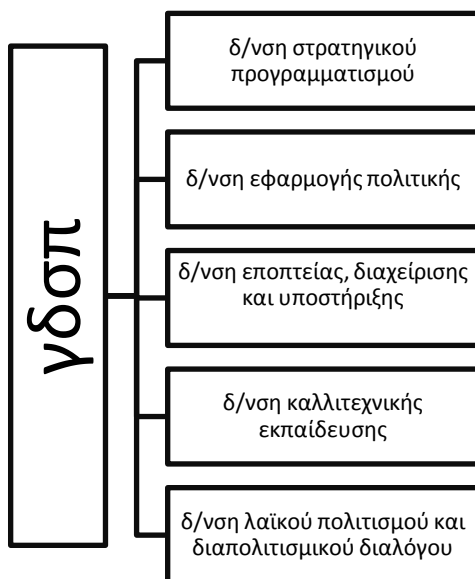 γδσπ
δ/νση στρατηγικού
προγραμματισμού
δ/νση εφαρμογής πολιτικής
δ/νση εποπτείας, διαχείρισης
και υποστήριξης
δ/νση καλλιτεχνικής
εκπαίδευσης
δ/νση λαϊκού πολιτισμού και
διαπολιτισμικού διαλόγου